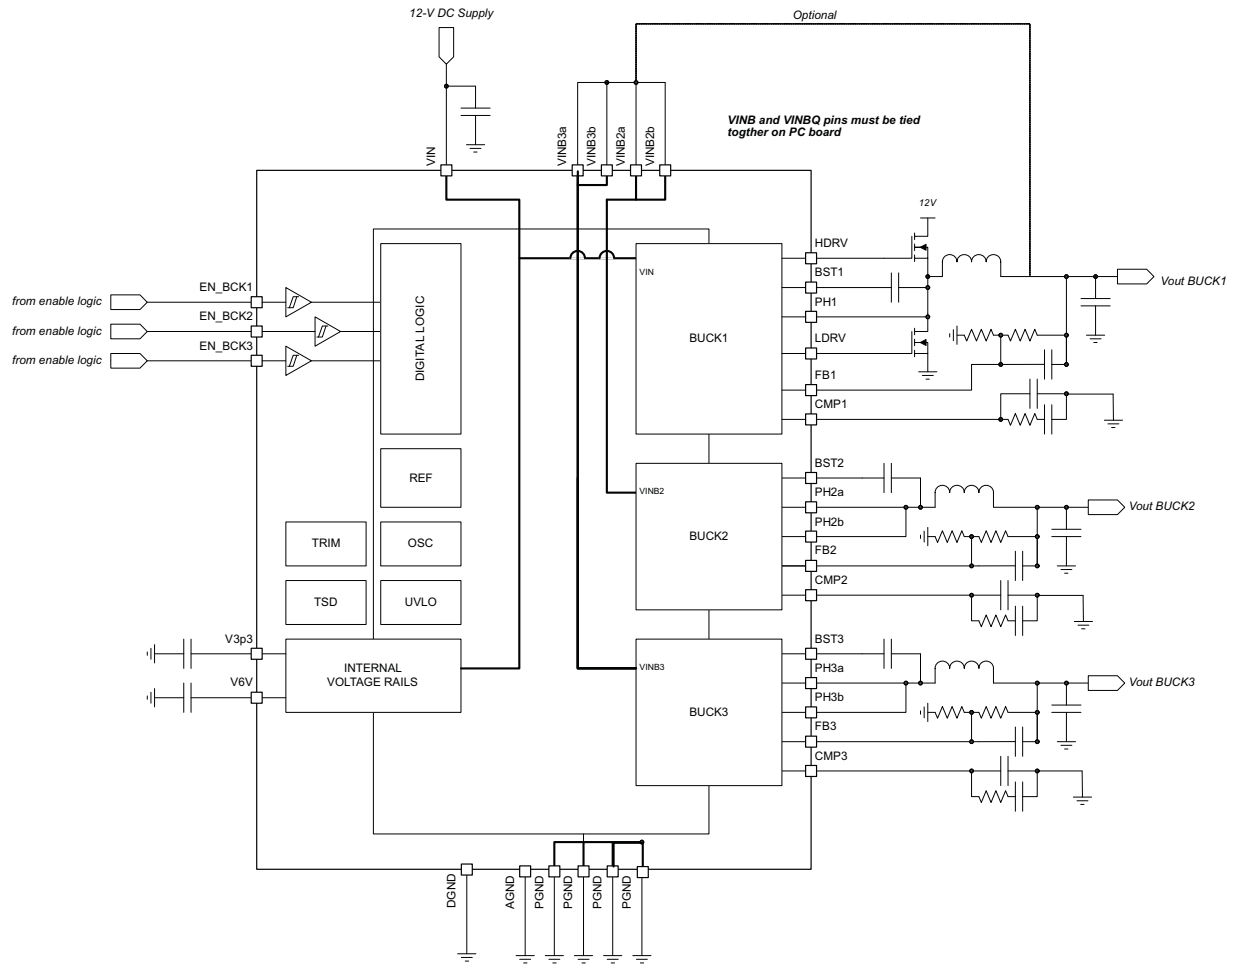 12-V DC Supply
Optional
VIN
VINB3a
VINB3b
VINB2a
VINB2b
VINB and VINBQ pins must be tied
togther on PC board
12V
HDRV
BST1
PH1
LDRV
FB1
CMP1
Vout BUCK1
VIN
BUCK1
from enable logic
EN_BCK1
from enable logic
EN_BCK2
from enable logic
EN_BCK3
DIGITAL LOGIC
REF
TRIM
OSC
TSD
UVLO
VINB2
BUCK2
BST2
PH2a
PH2b
FB2
CMP2
Vout BUCK2
V3p3
V6V
INTERNAL
VOLTAGE RAILS
VINB3
BUCK3
BST3
PH3a
PH3b
FB3
CMP3
Vout BUCK3
DGND
AGND
PGND
PGND
PGND
PGND